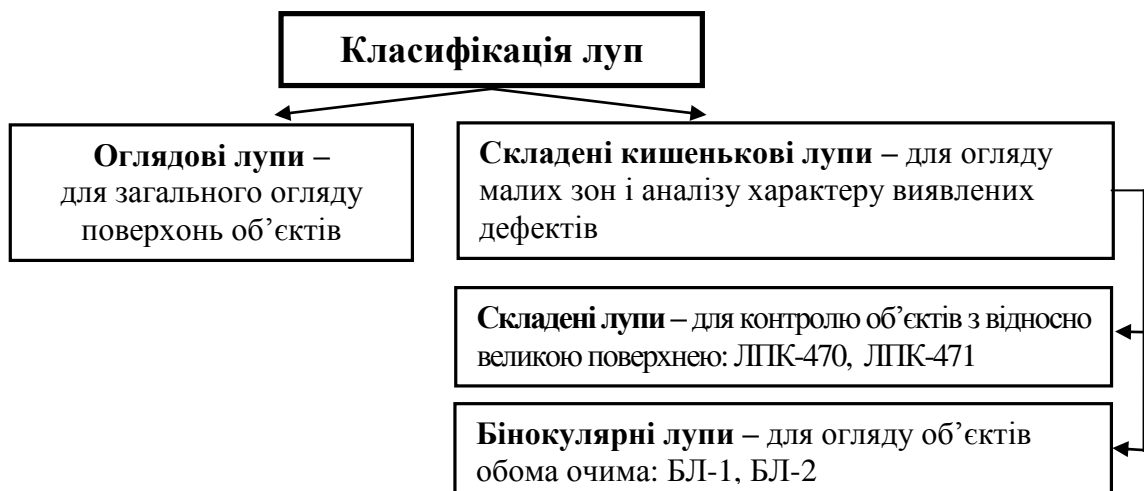 Класифікація луп
Оглядові лупи –
для загального огляду
поверхонь об’єктів
Складені кишенькові лупи – для огляду
малих зон і аналізу характеру виявлених
дефектів
Складені лупи – для контролю об’єктів з відносно
великою поверхнею: ЛПК-470, ЛПК-471
Бінокулярні лупи – для огляду об’єктів
обома очима: БЛ-1, БЛ-2